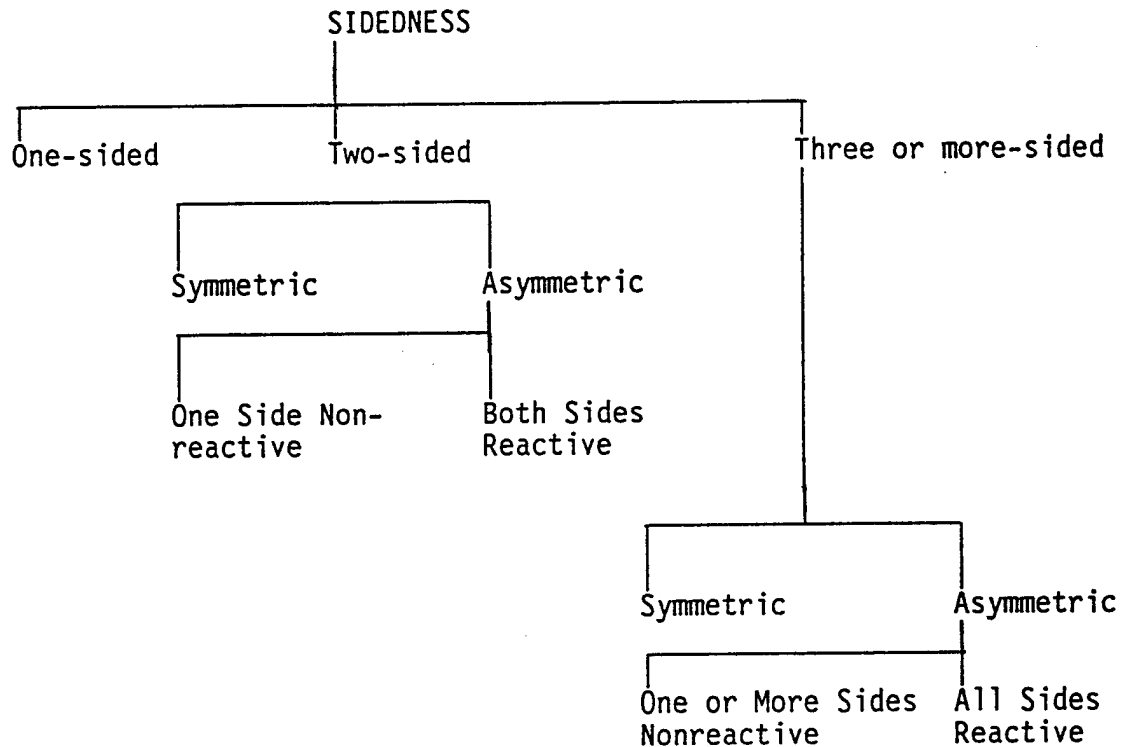 SIDEDNESS
One-sided
Two-sided
Three or more-sided
Symmetric
Asymmetric
One Side Non-
reactive
Both Sides
Reactive
Symmetric
Asymmetric
One or More Sides
Nonreactive
All Sides
Reactive